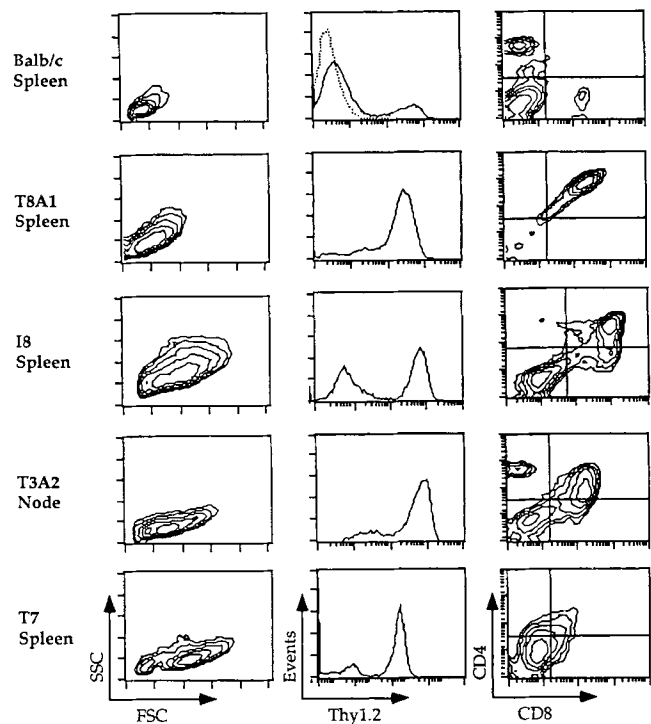 Balb/c
Spleen
T8A1
Spleen
I8
Spleen
T3A2
Node
T7
Spleen
SSC
FSC
Events
Thy1.2
CD4
CD8